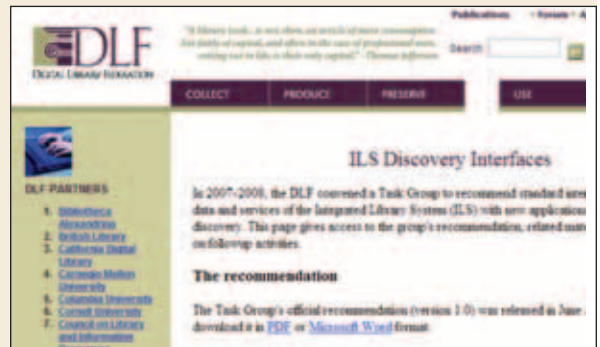 Publications • Forum • A
"A library book.. is not, then, an article of mere consumption
but fairly of capital, and often in the case of professional men,
setting out in life, is their only capital." - Thomas Jefferson
Search
DLF
DIGITAL LIBRARY FEDERATION
COLLECT PRODUCE PRESERVE USE
DLF PARTNERS
1. Bibliotheca
Alexandrina
2. British Library
3. California Digital
Library
4. Carnegie Mellon
University
5. Columbia University
6. Cornell University
7. Council on Library
and Information
ILS Discovery Interfaces
In 2007-2008, the DLF convened a Task Group to recommend standard
data and services of the Integrated Library System (ILS) with new applications
discovery. This page gives access to the group's recommendation, related
on followup activities.
The recommendation
The Task Group's official recommendation (version 1.0) was released in June
download it in PDF or Microsoft Word format.